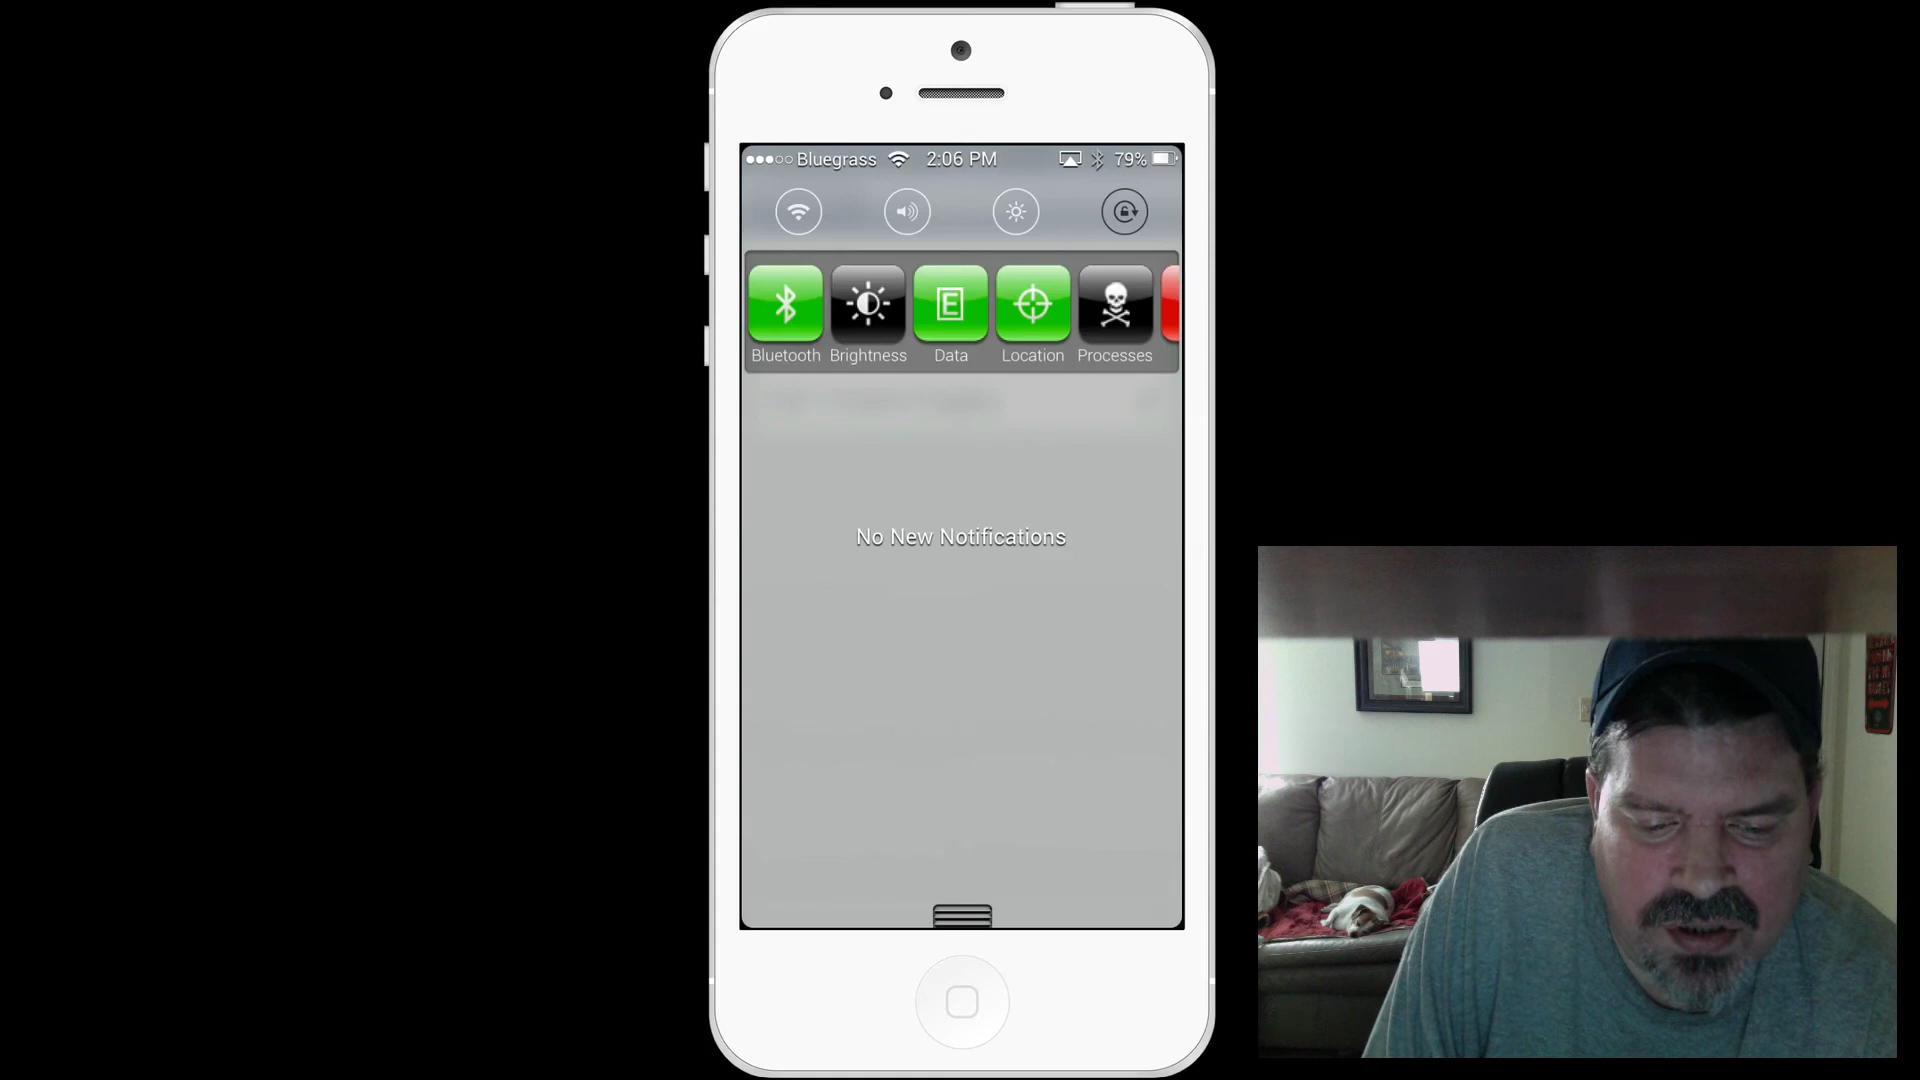 Bluegrass 2:06 PM 79%
E
Bluetooth Brightness Data Location Processes
No New Notifications